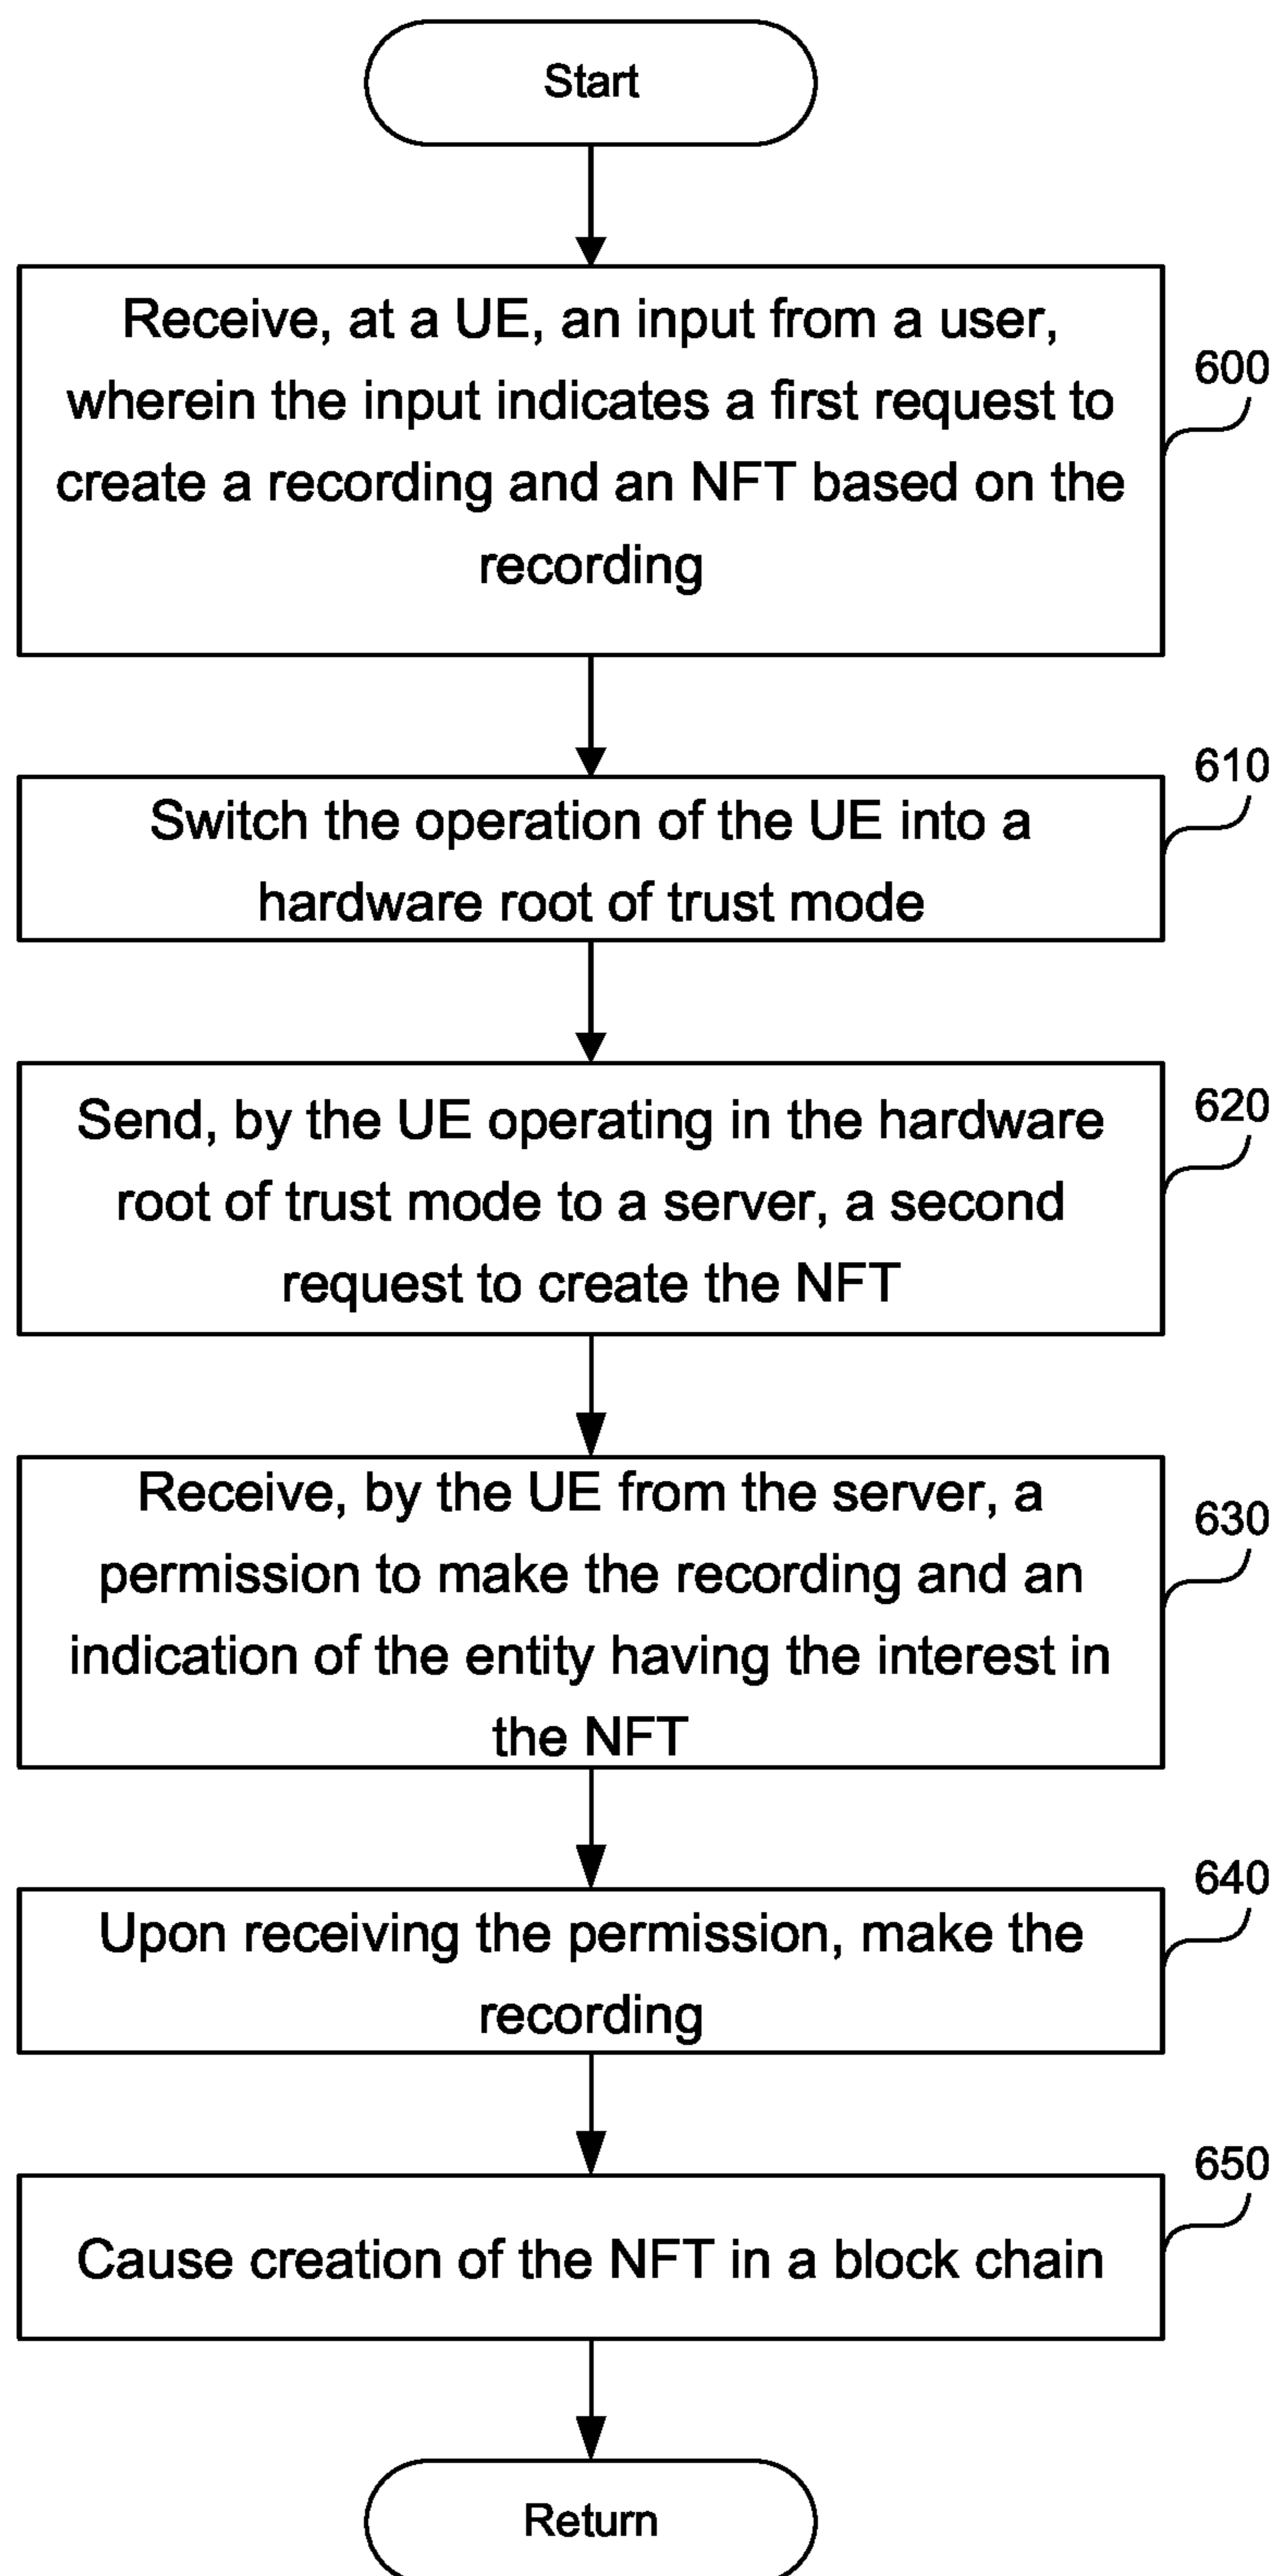 Start
Receive, at a UE, an input from a user,
wherein the input indicates a first request to
create a recording and an NFT based on the
recording
600
Switch the operation of the UE into a
hardware root of trust mode
610
Send, by the UE operating in the hardware
root of trust mode to a server, a second
request to create the NFT
620
Receive, by the UE from the server, a
permission to make the recording and an
indication of the entity having the interest in
the NFT
630
Upon receiving the permission, make the
recording
640
Cause creation of the NFT in a block chain
650
Return